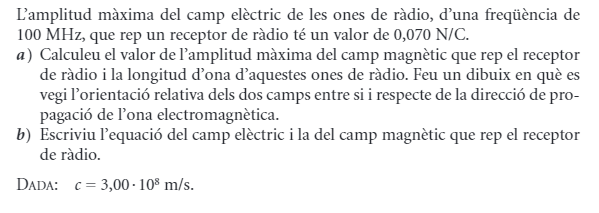 L'amplitud màxima del camp elèctric de les ones de ràdio, d'una freqüència de
100 MHz, que rep un receptor de ràdio té un valor de 0,070 N/C.
a) Calculeu el valor de l'amplitud màxima del camp magnètic que rep el receptor
de ràdio i la longitud d'ona d'aquestes ones de ràdio. Feu un dibuix en què es
vegi l'orientació relativa dels dos camps entre si i respecte de la direcció de pro-
pagació de l'ona electromagnètica.
b) Escriviu l'equació del camp elèctric i la del camp magnètic que rep el receptor
de ràdio.
DADA: c = 3,00 · 10⁸ m/s.